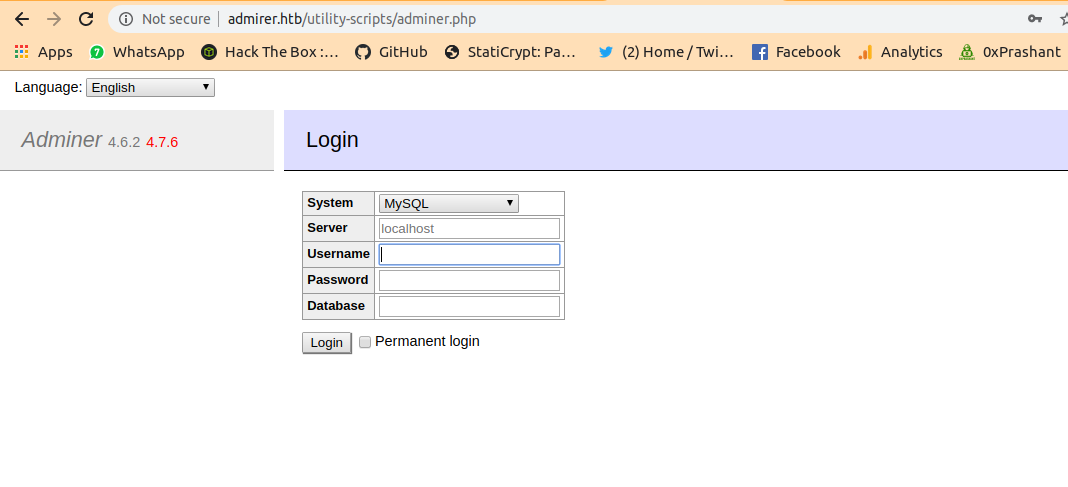 Not secure admirer.htb/utility-scripts/adminer.php
Apps WhatsApp Hack The Box :... GitHub StatiCrypt: Pa... (2) Home / Twi... Facebook Analytics 0xPrashant
Language: English
Adminer 4.6.2 4.7.6
Login
System MySQL
Server localhost
Username
Password
Database
Login Permanent login